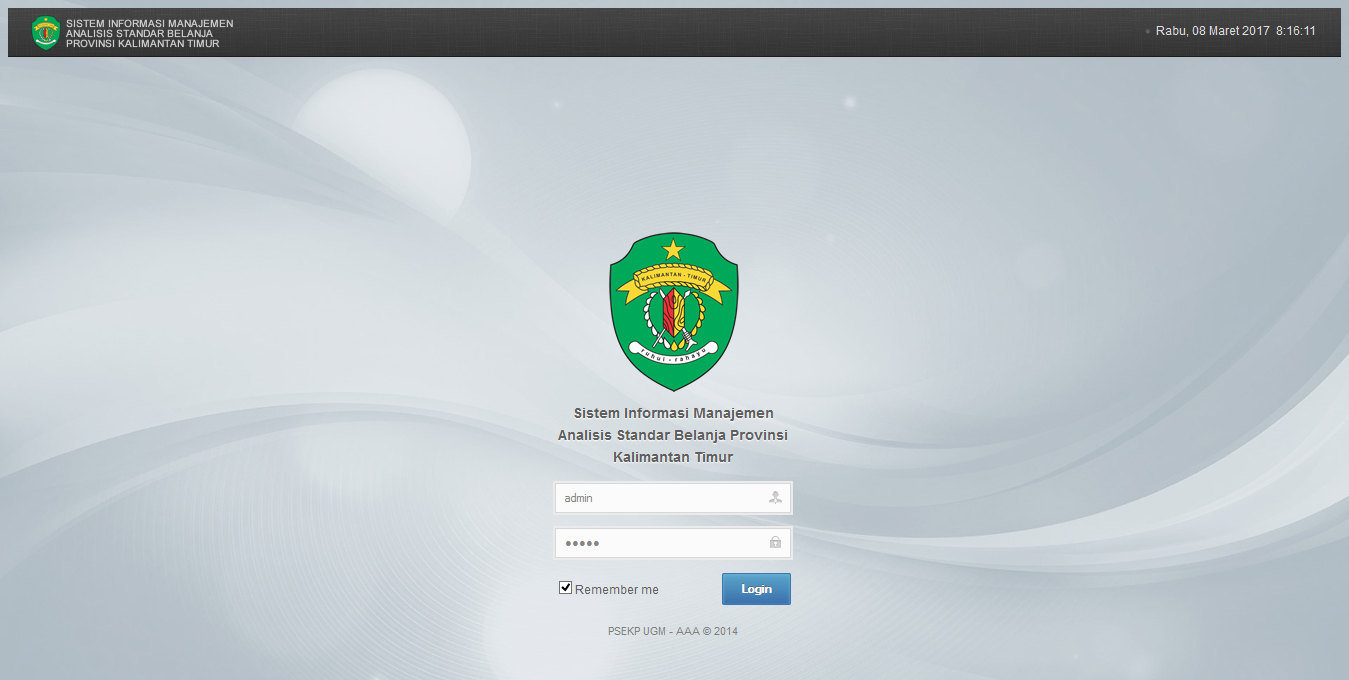 SISTEM INFORMASI MANAJEMEN
ANALISIS STANDAR BELANJA
PROVINSI KALIMANTAN TIMUR
Rabu, 08 Maret 2017 8:16:11
KALIMANTAN - TIMUR
ruhui - rahayu
Sistem Informasi Manajemen
Analisis Standar Belanja Provinsi
Kalimantan Timur
admin
•••••
Remember me
Login
PSEKP UGM - AAA © 2014